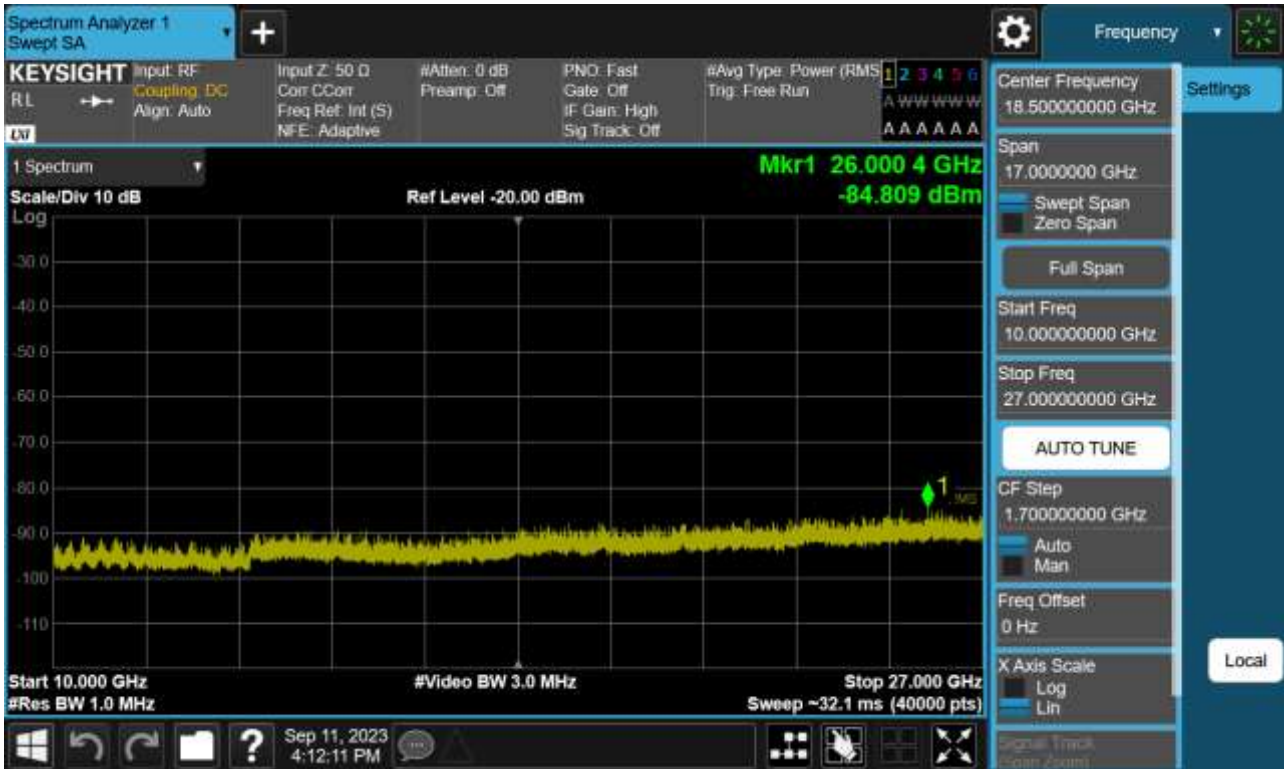 Spectrum Analyzer 1
Swept SA
Frequency
KEYSIGHT
RL
LXI
Input: RF
Coupling: DC
Align: Auto
Input Z: 50 Ω
Corr CCorr
Freq Ref: Int (S)
NFE: Adaptive
#Atten: 0 dB
Preamp: Off
PNO: Fast
Gate: Off
IF Gain: High
Sig Track: Off
#Avg Type: Power (RMS
Trig: Free Run
1 2 3 4 5 6
A W W W W W
A A A A A A
1 Spectrum
Mkr1 26.000 4 GHz
Scale/Div 10 dB
Ref Level -20.00 dBm
-84.809 dBm
Log
-30.0
-40.0
-50.0
-60.0
-70.0
-80.0
-90.0
-100
-110
1
Start 10.000 GHz
#Video BW 3.0 MHz
Stop 27.000 GHz
#Res BW 1.0 MHz
Sweep ~32.1 ms (40000 pts)
Center Frequency
18.500000000 GHz
Settings
Span
17.0000000 GHz
Swept Span
Zero Span
Full Span
Start Freq
10.000000000 GHz
Stop Freq
27.000000000 GHz
AUTO TUNE
CF Step
1.700000000 GHz
Auto
Man
Freq Offset
0 Hz
X Axis Scale
Log
Lin
Local
Signal Track
(Span Zoom)
?
Sep 11, 2023
4:12:11 PM